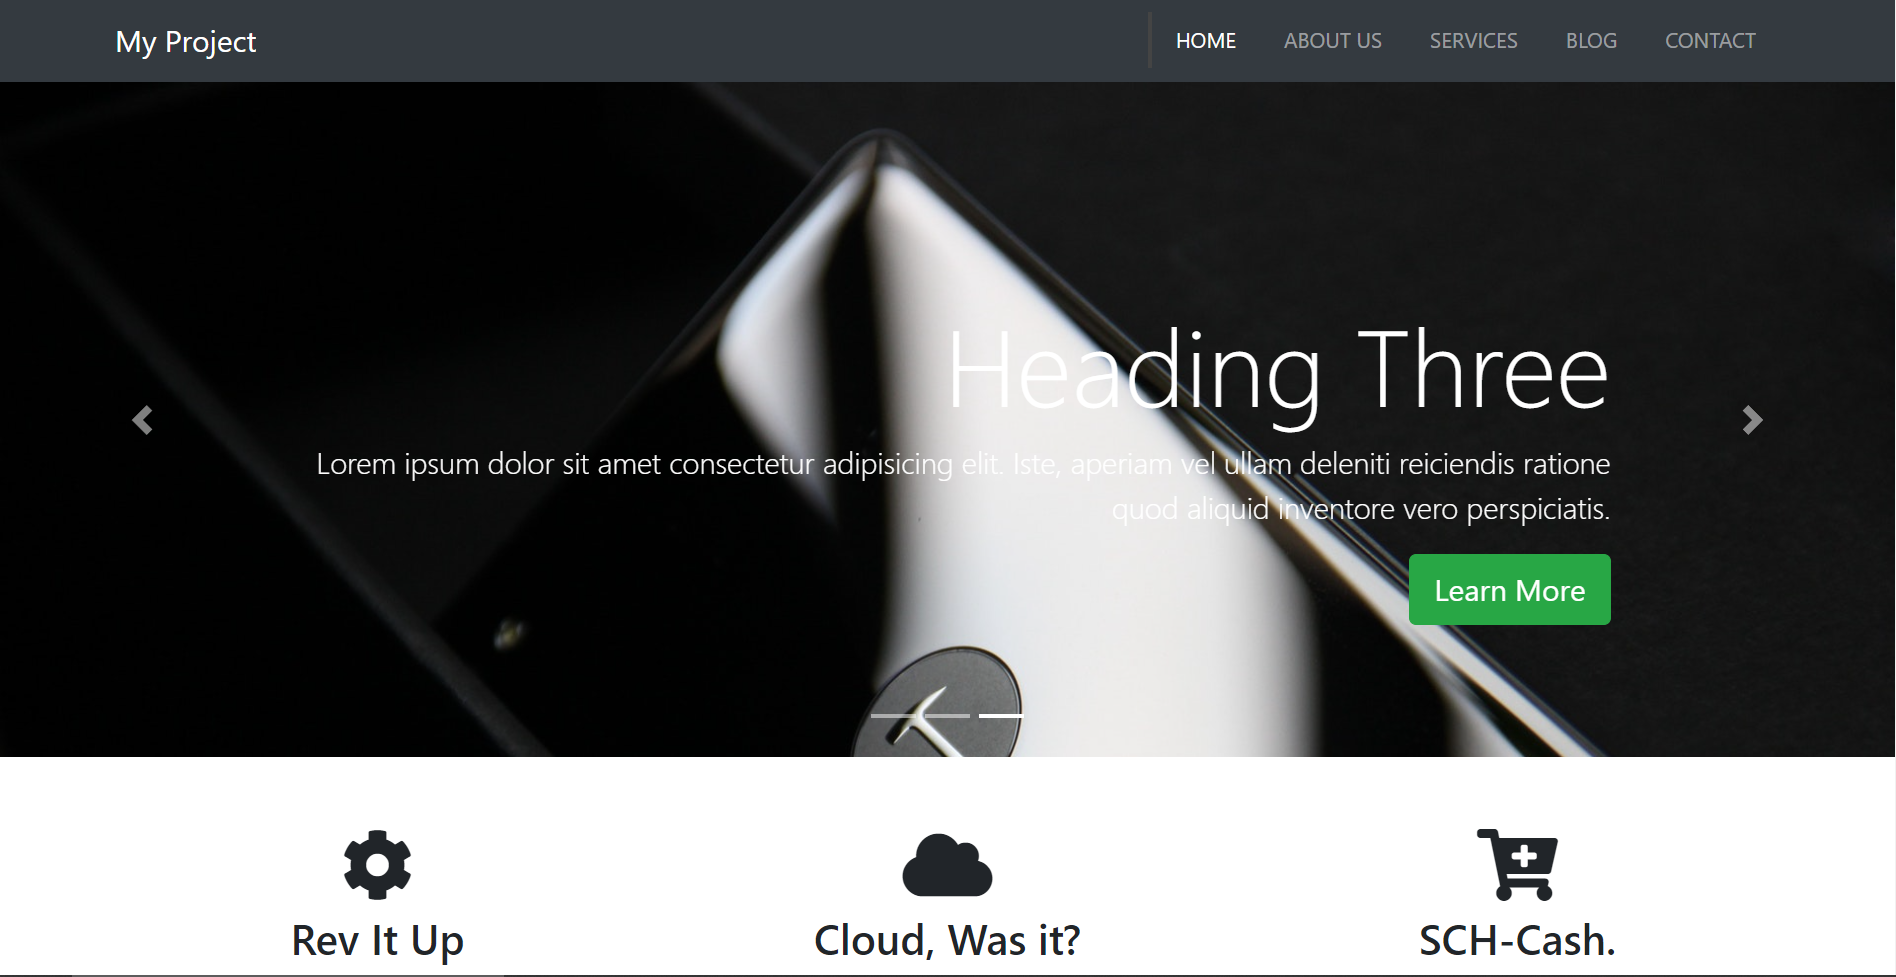 My Project
HOME ABOUT US SERVICES BLOG CONTACT
Heading Three
Lorem ipsum dolor sit amet consectetur adipisicing elit. Iste, aperiam vel ullam deleniti reiciendis ratione
quod aliquid inventore vero perspiciatis.
Learn More
Rev It Up
Cloud, Was it?
SCH-Cash.